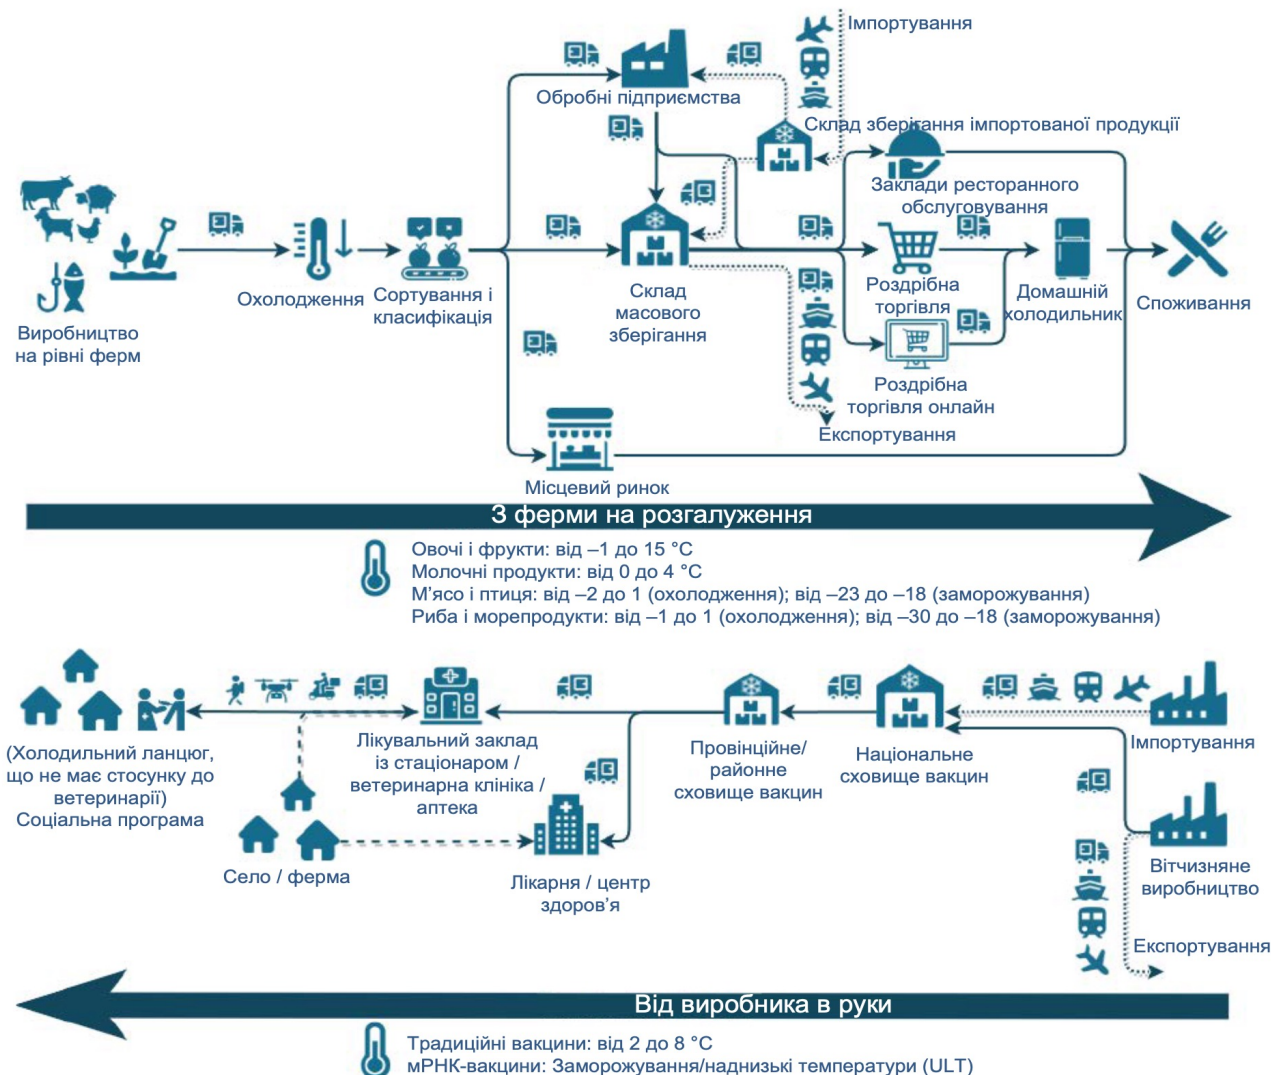 Імпортування
Обробні підприємства
Склад зберігання імпортованої продукції
Заклади ресторанного
обслуговування
Охолодження
Сортування і
класифікація
Склад
масового
зберігання
Роздрібна
торгівля
Домашній
холодильник
Споживання
Виробництво
на рівні ферм
Роздрібна
торгівля онлайн
Експортування
Місцевий ринок
З ферми на розгалуження
Овочі і фрукти: від –1 до 15 °C
Молочні продукти: від 0 до 4 °C
М’ясо і птиця: від –2 до 1 (охолодження); від –23 до –18 (заморожування)
Риба і морепродукти: від –1 до 1 (охолодження); від –30 до –18 (заморожування)
(Холодильний ланцюг,
що не має стосунку до
ветеринарії)
Соціальна програма
Лікувальний заклад
із стаціонаром /
ветеринарна клініка /
аптека
Провінційне/
районне
сховище вакцин
Національне
сховище вакцин
Імпортування
Село / ферма
Лікарня / центр
здоров’я
Вітчизняне
виробництво
Експортування
Від виробника в руки
Традиційні вакцини: від 2 до 8 °C
мРНК-вакцини: Заморожування/наднизькі температури (ULT)